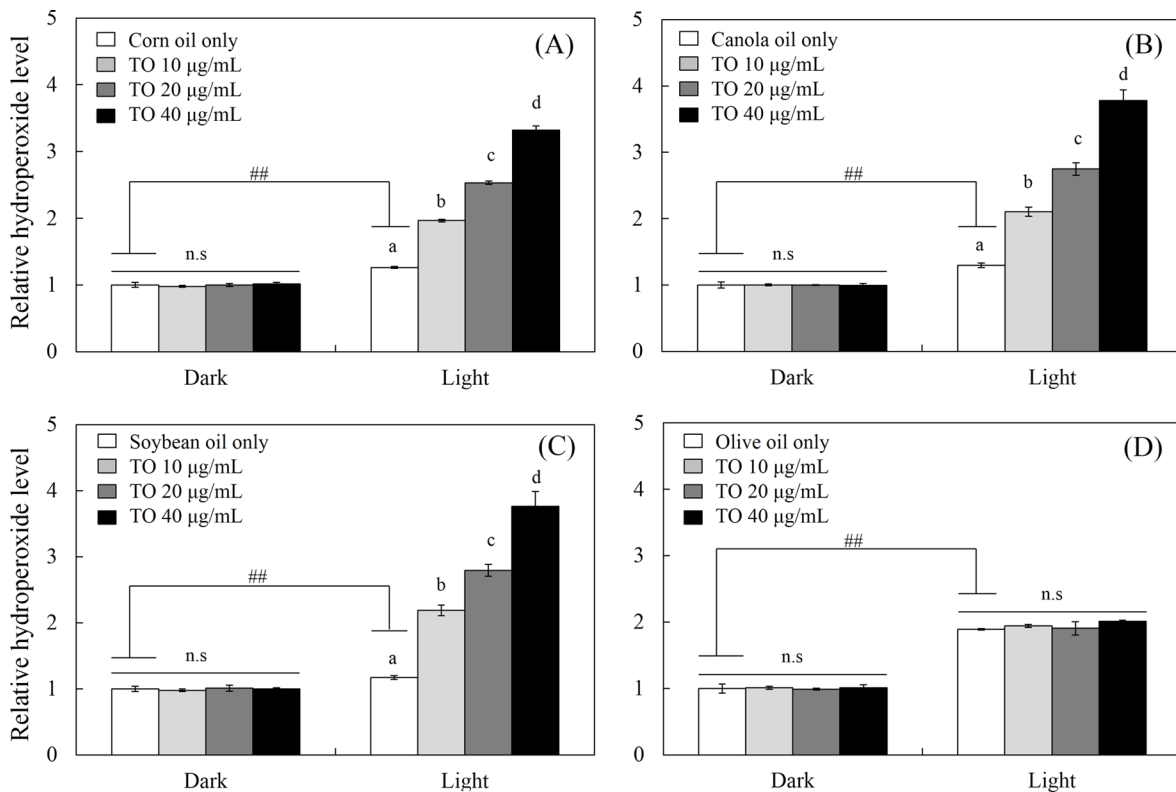 Relative hydroperoxide level
5
4
3
2
1
0
Corn oil only
TO 10 μg/mL
TO 20 μg/mL
TO 40 μg/mL
(A)
##
n.s
a
b
c
d
Dark
Light
5
4
3
2
1
0
Canola oil only
TO 10 μg/mL
TO 20 μg/mL
TO 40 μg/mL
(B)
##
n.s
a
b
c
d
Dark
Light
Relative hydroperoxide level
5
4
3
2
1
0
Soybean oil only
TO 10 μg/mL
TO 20 μg/mL
TO 40 μg/mL
(C)
##
n.s
a
b
c
d
Dark
Light
5
4
3
2
1
0
Olive oil only
TO 10 μg/mL
TO 20 μg/mL
TO 40 μg/mL
(D)
##
n.s
n.s
Dark
Light